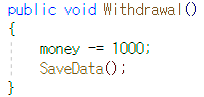 public void Withdrawal()
{
    money -= 1000;
    SaveData();
}